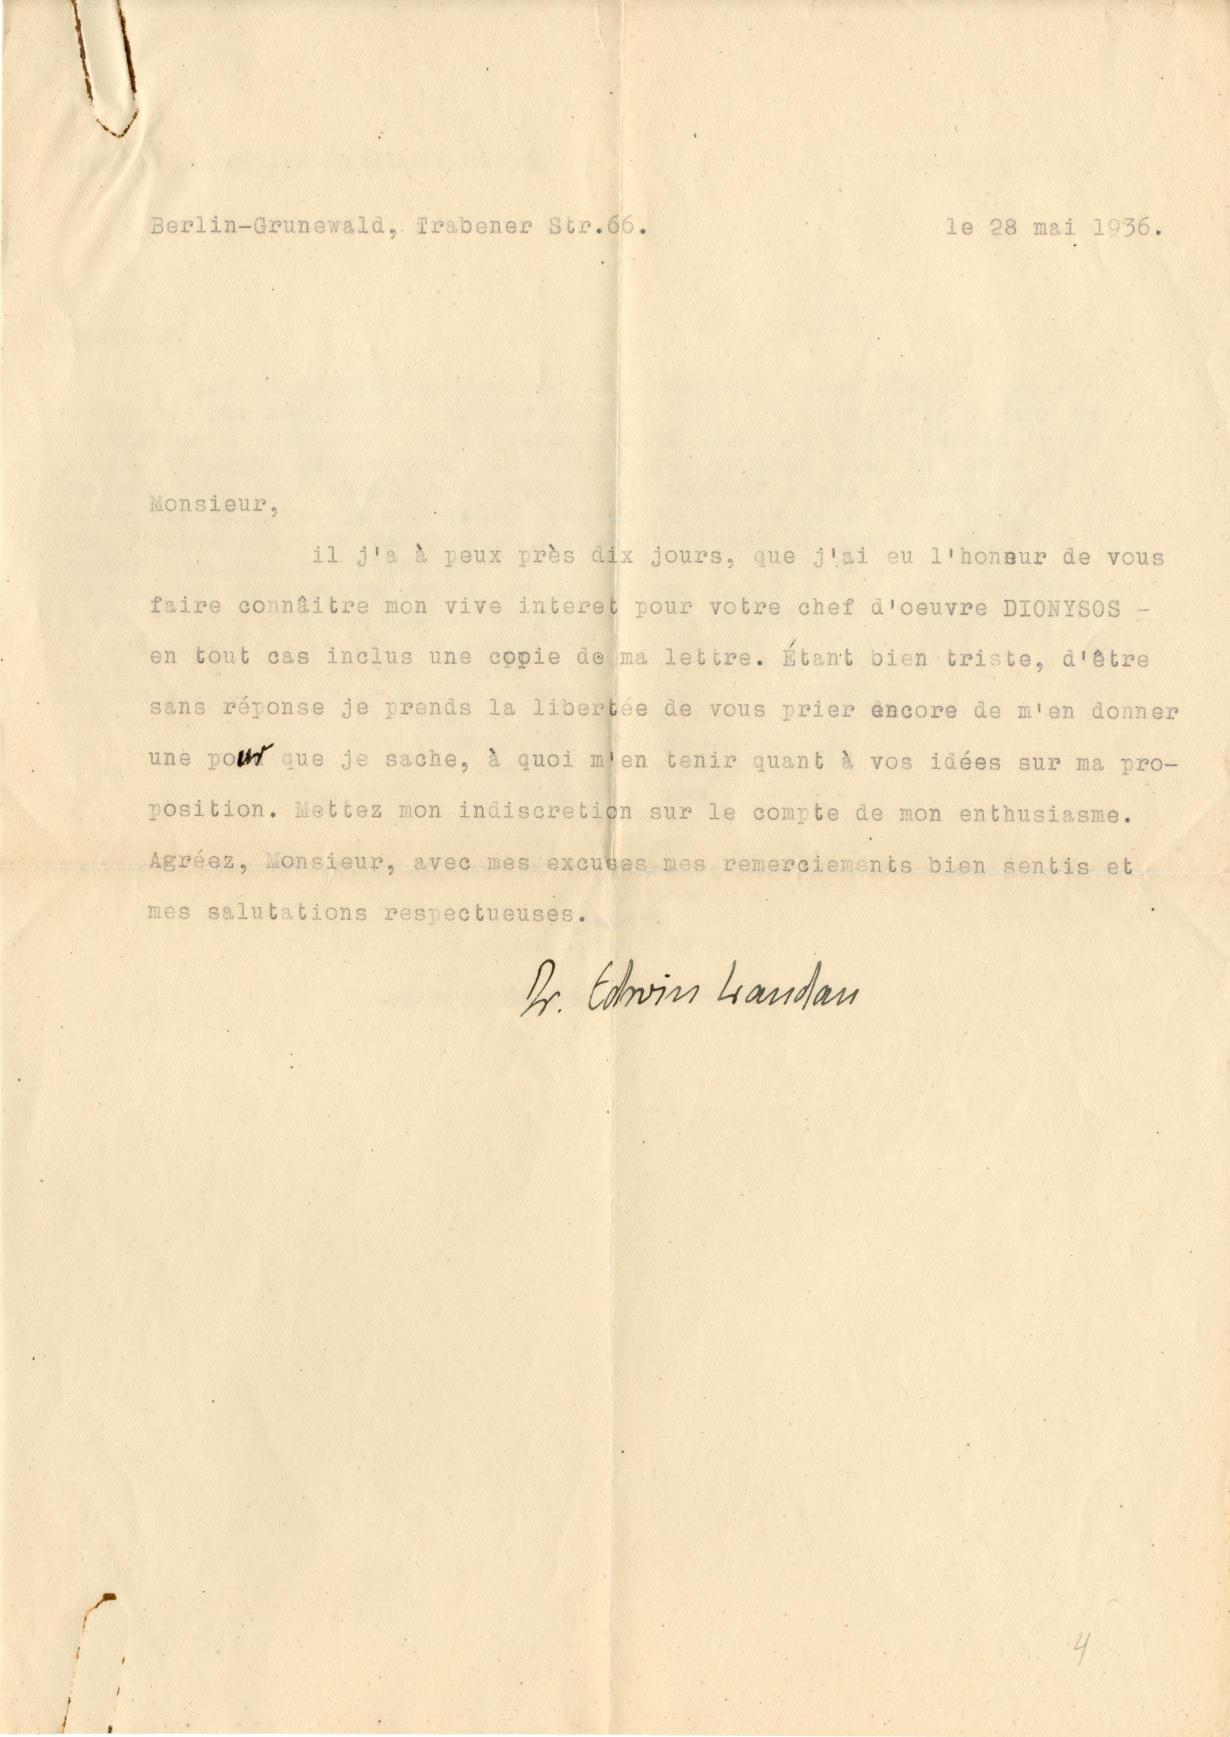 Berlin-Grunewald, Trabener Str.66. le 28 mai 1936.
Monsieur,
il j'a à peux près dix jours, que j'ai eu l'honneur de vous
faire connâitre mon vive interet pour votre chef d'oeuvre DIONYSOS -
en tout cas inclus une copie de ma lettre. Étant bien triste, d'être
sans réponse je prends la libertée de vous prier encore de m'en donner
une pour que je sache, à quoi m'en tenir quant à vos idées sur ma pro-
position. Mettez mon indiscretion sur le compte de mon enthusiasme.
Agréez, Monsieur, avec mes excuses mes remerciements bien sentis et
mes salutations respectueuses.
Dr. Edwin Landau
4